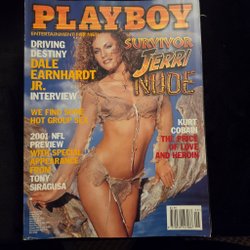 PLAYBOY
ENTERTAINMENT FOR MEN
SURVIVOR
JERRI
NUDE
DRIVING
DESTINY
DALE
EARNHARDT
JR.
INTERVIEW
WE FIND SOME
HOT GROUP SEX
2001 NFL
PREVIEW
WITH SPECIAL
APPEARANCE
FROM
TONY
SIRAGUSA
KURT
COBAIN
THE PRICE
OF LOVE
AND HEROIN